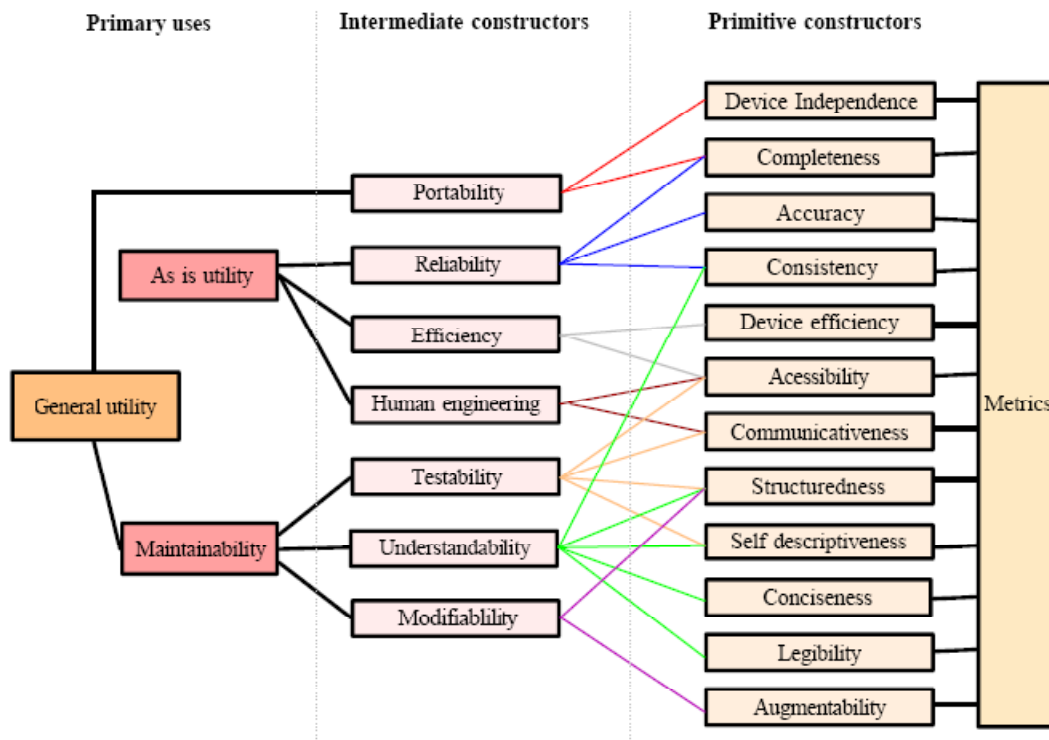 Primary uses
Intermediate constructors
Primitive constructors
General utility
As is utility
Maintainability
Portability
Reliability
Efficiency
Human engineering
Testability
Understandability
Modifiablility
Device Independence
Completeness
Accuracy
Consistency
Device efficiency
Acessibility
Communicativeness
Structuredness
Self descriptiveness
Conciseness
Legibility
Augmentability
Metrics